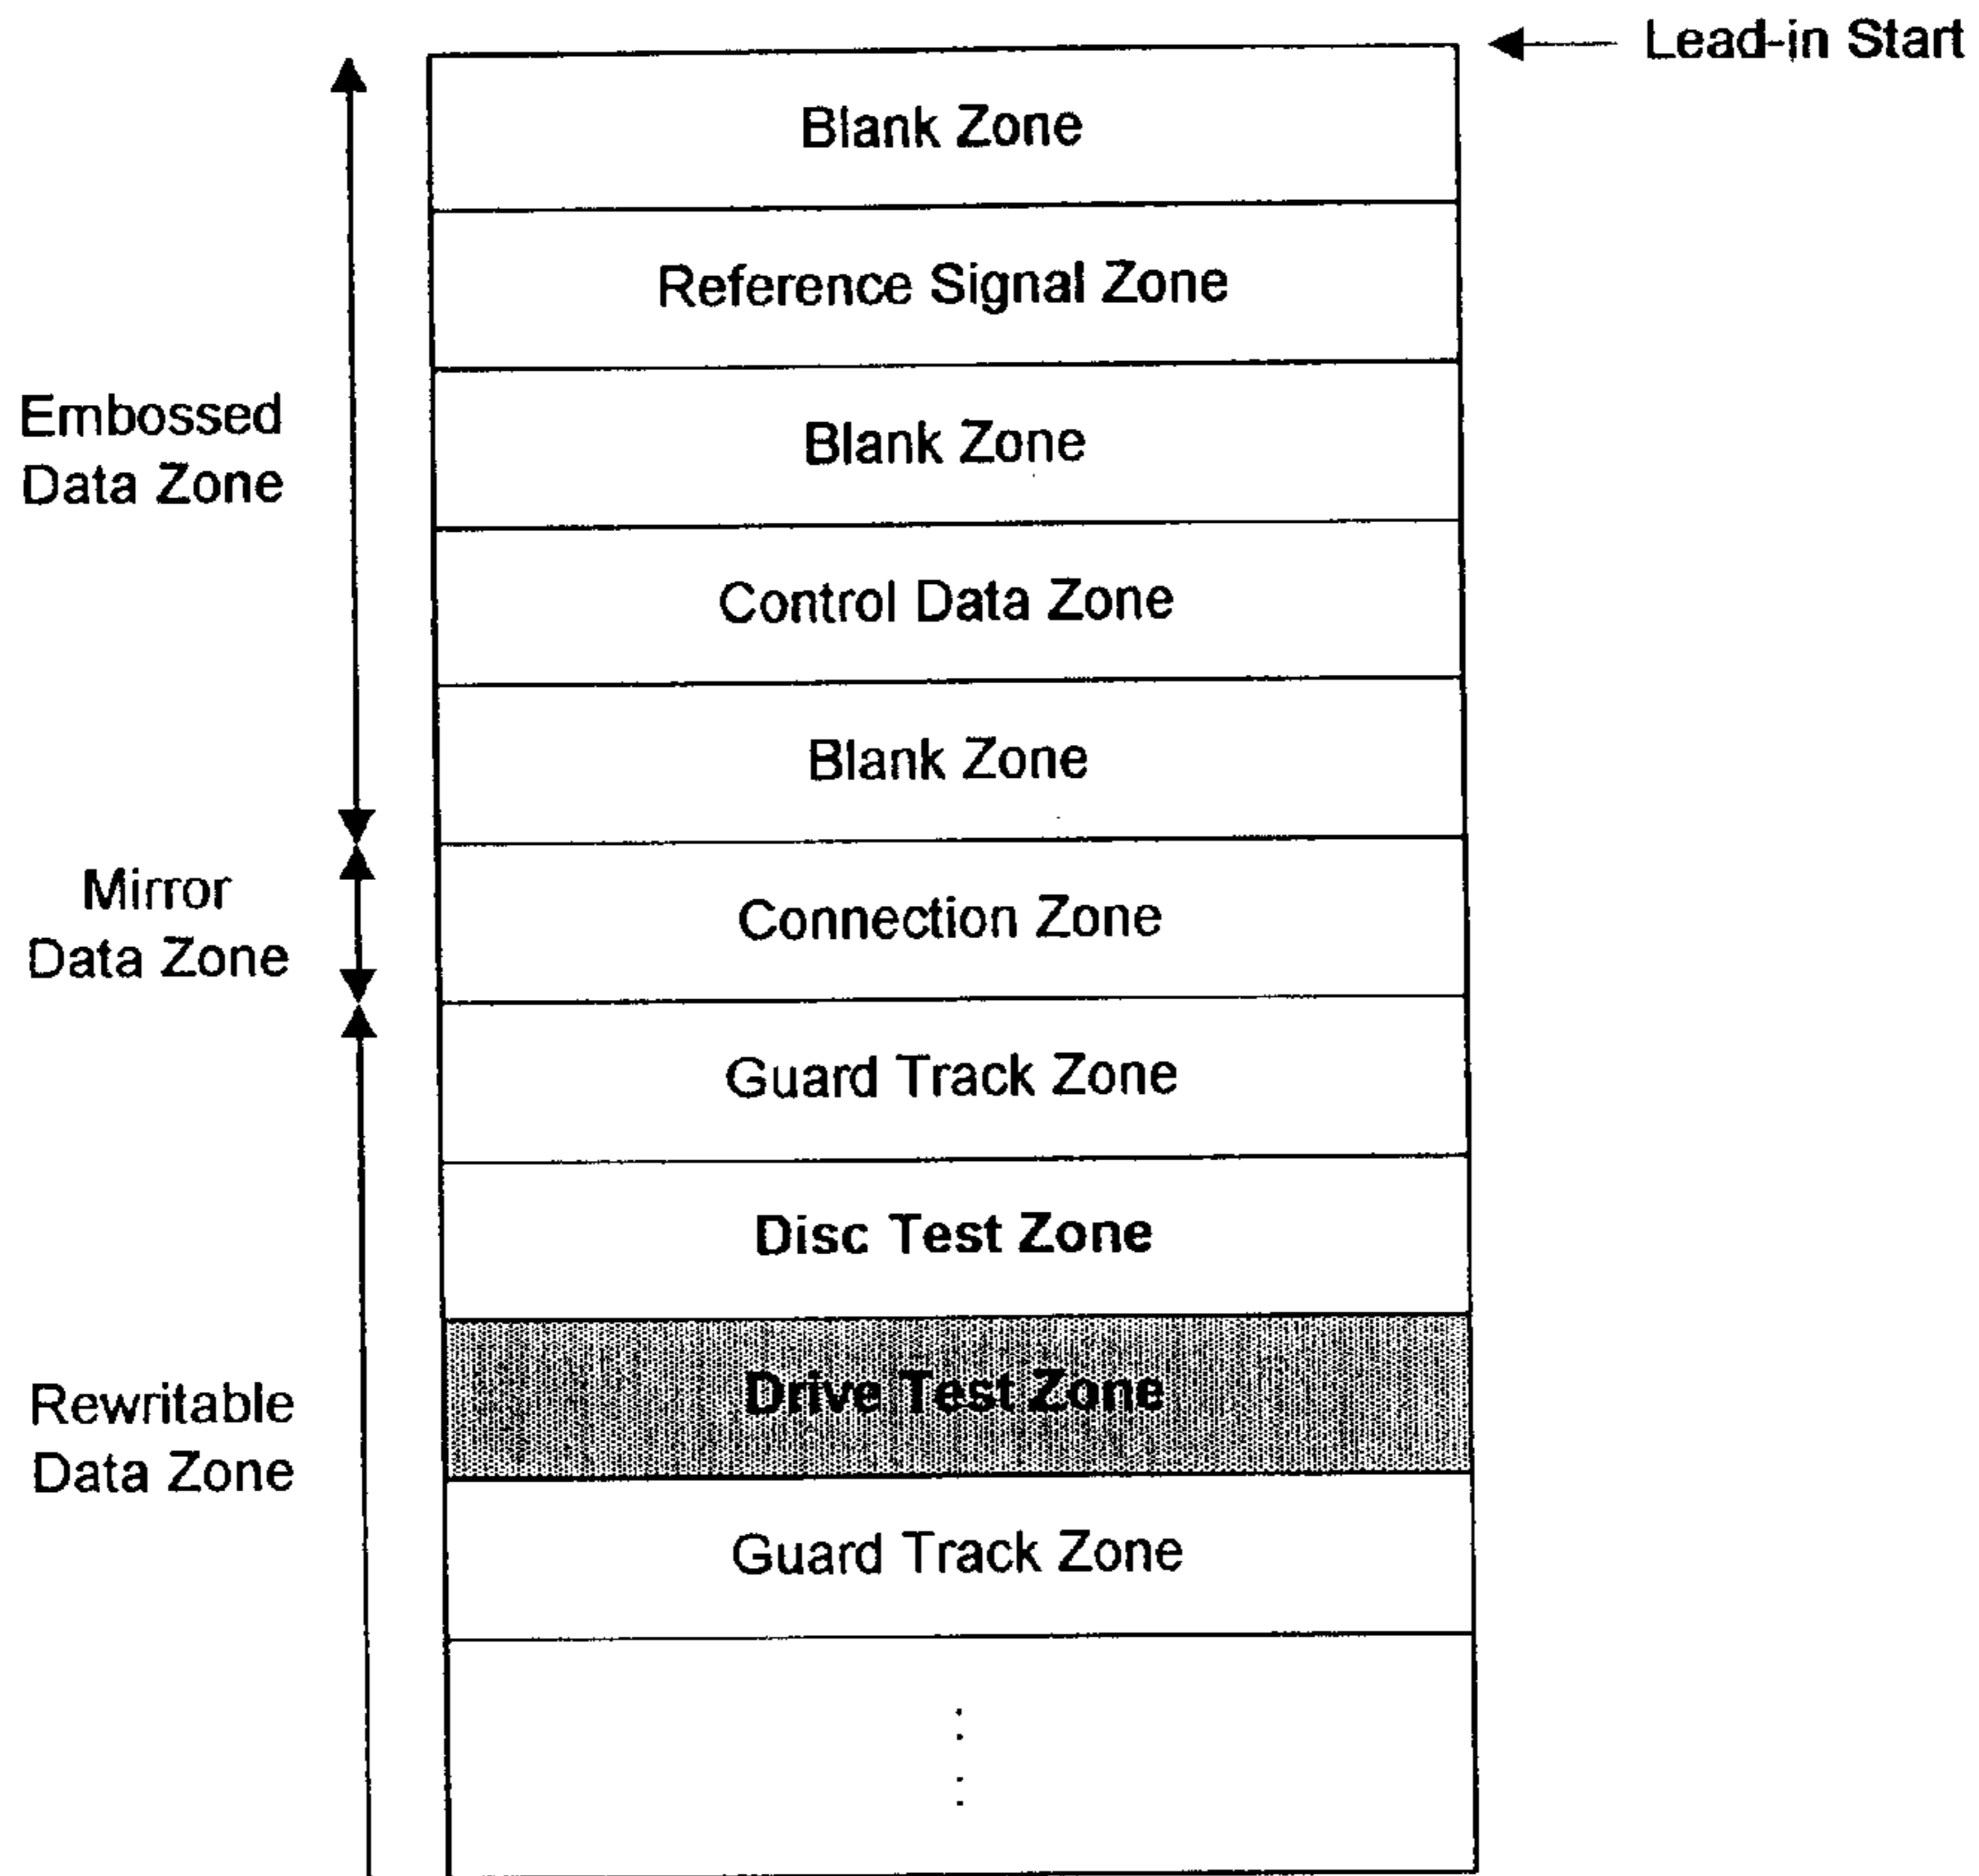 Lead-in Start
Blank Zone
Reference Signal Zone
Embossed
Data Zone
Blank Zone
Control Data Zone
Blank Zone
Mirror
Data Zone
Connection Zone
Guard Track Zone
Disc Test Zone
Rewritable
Data Zone
Drive Test Zone
Guard Track Zone